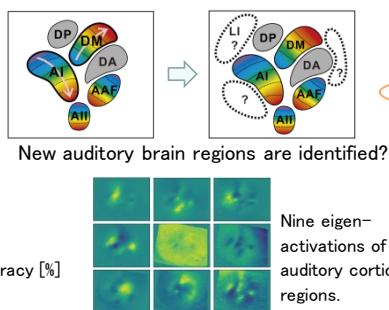 DP
DM
AI
DA
AAF
AII
LI
?
DP
DM
AI
DA
?
?
AAF
AII
New auditory brain regions are identified?
Nine eigen-
activations of
racy [%]
auditory cortic
regions.